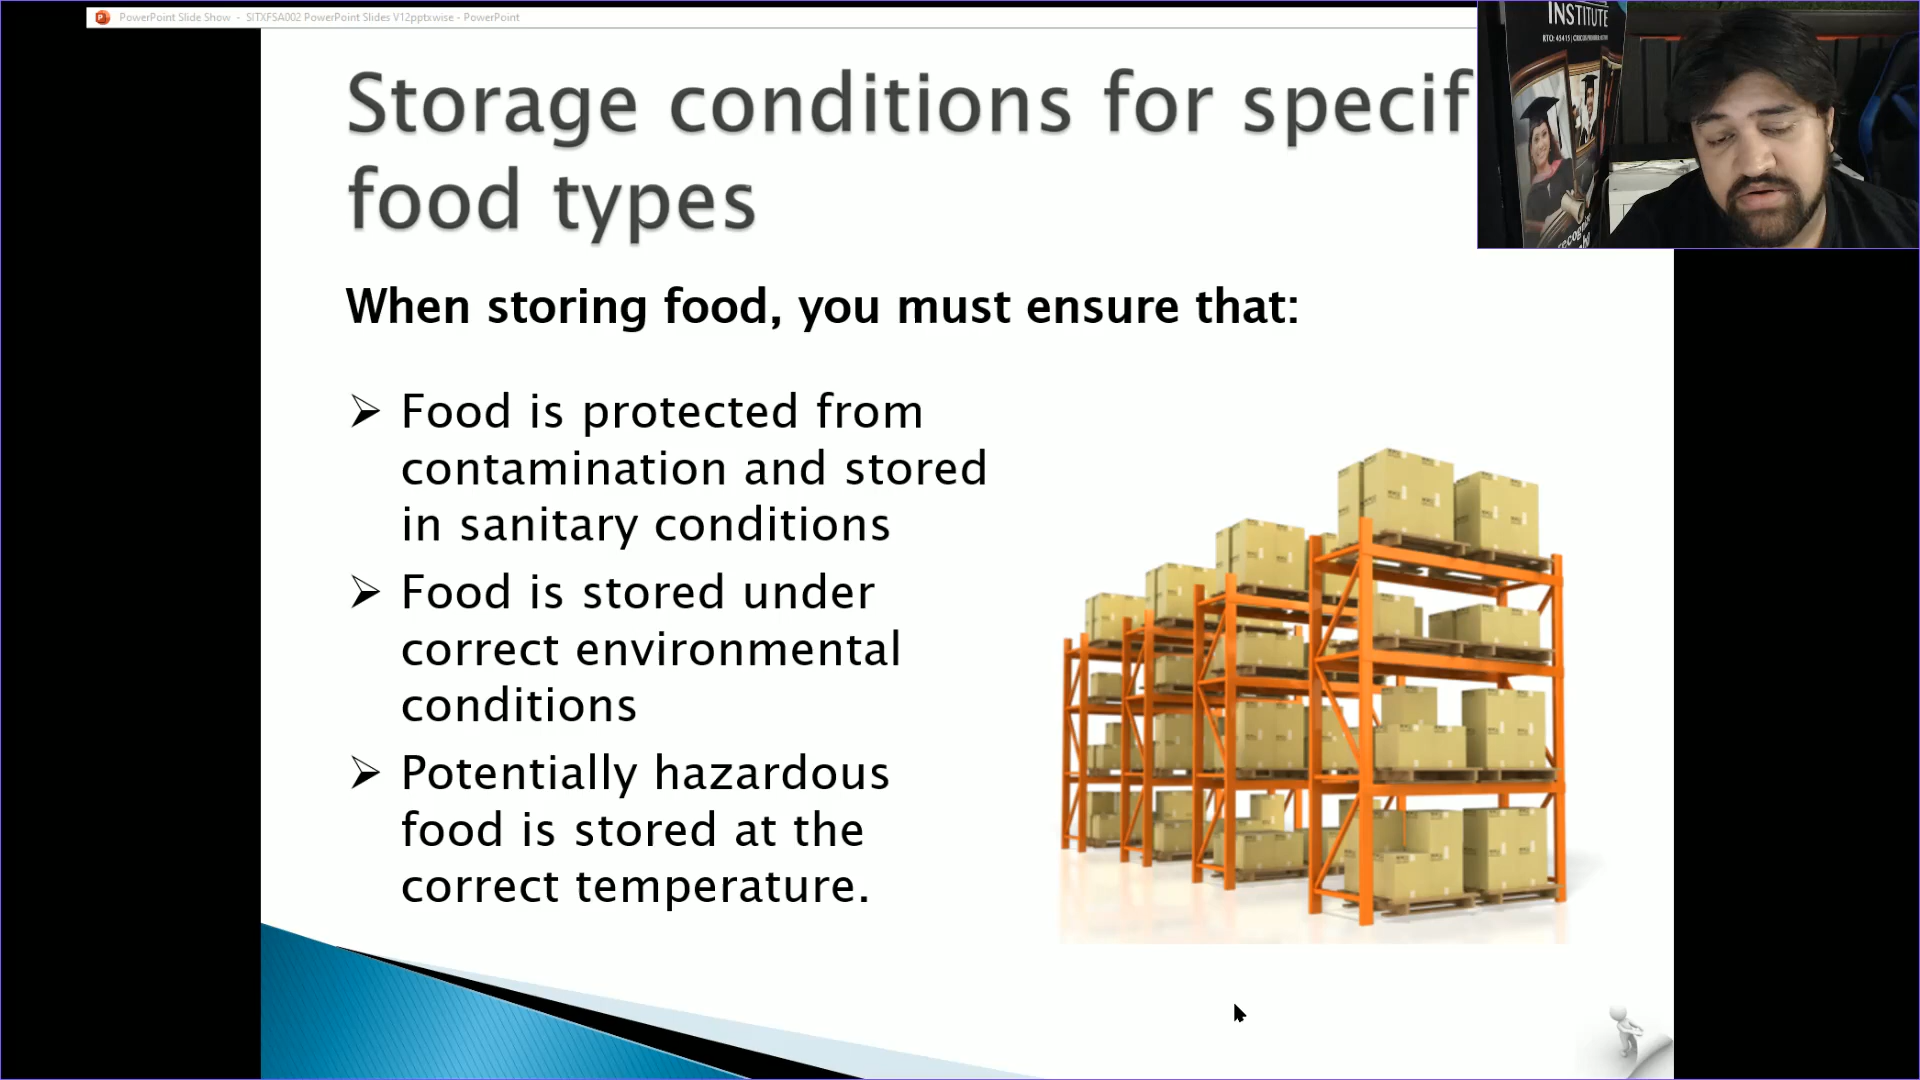 PowerPoint Slide Show - SITXFSA002 PowerPoint Slides V12pptxwise - PowerPoint
INSTITUTE
Storage conditions for specif
food types
When storing food, you must ensure that:
Food is protected from
contamination and stored
in sanitary conditions
Food is stored under
correct environmental
conditions
Potentially hazardous
food is stored at the
correct temperature.